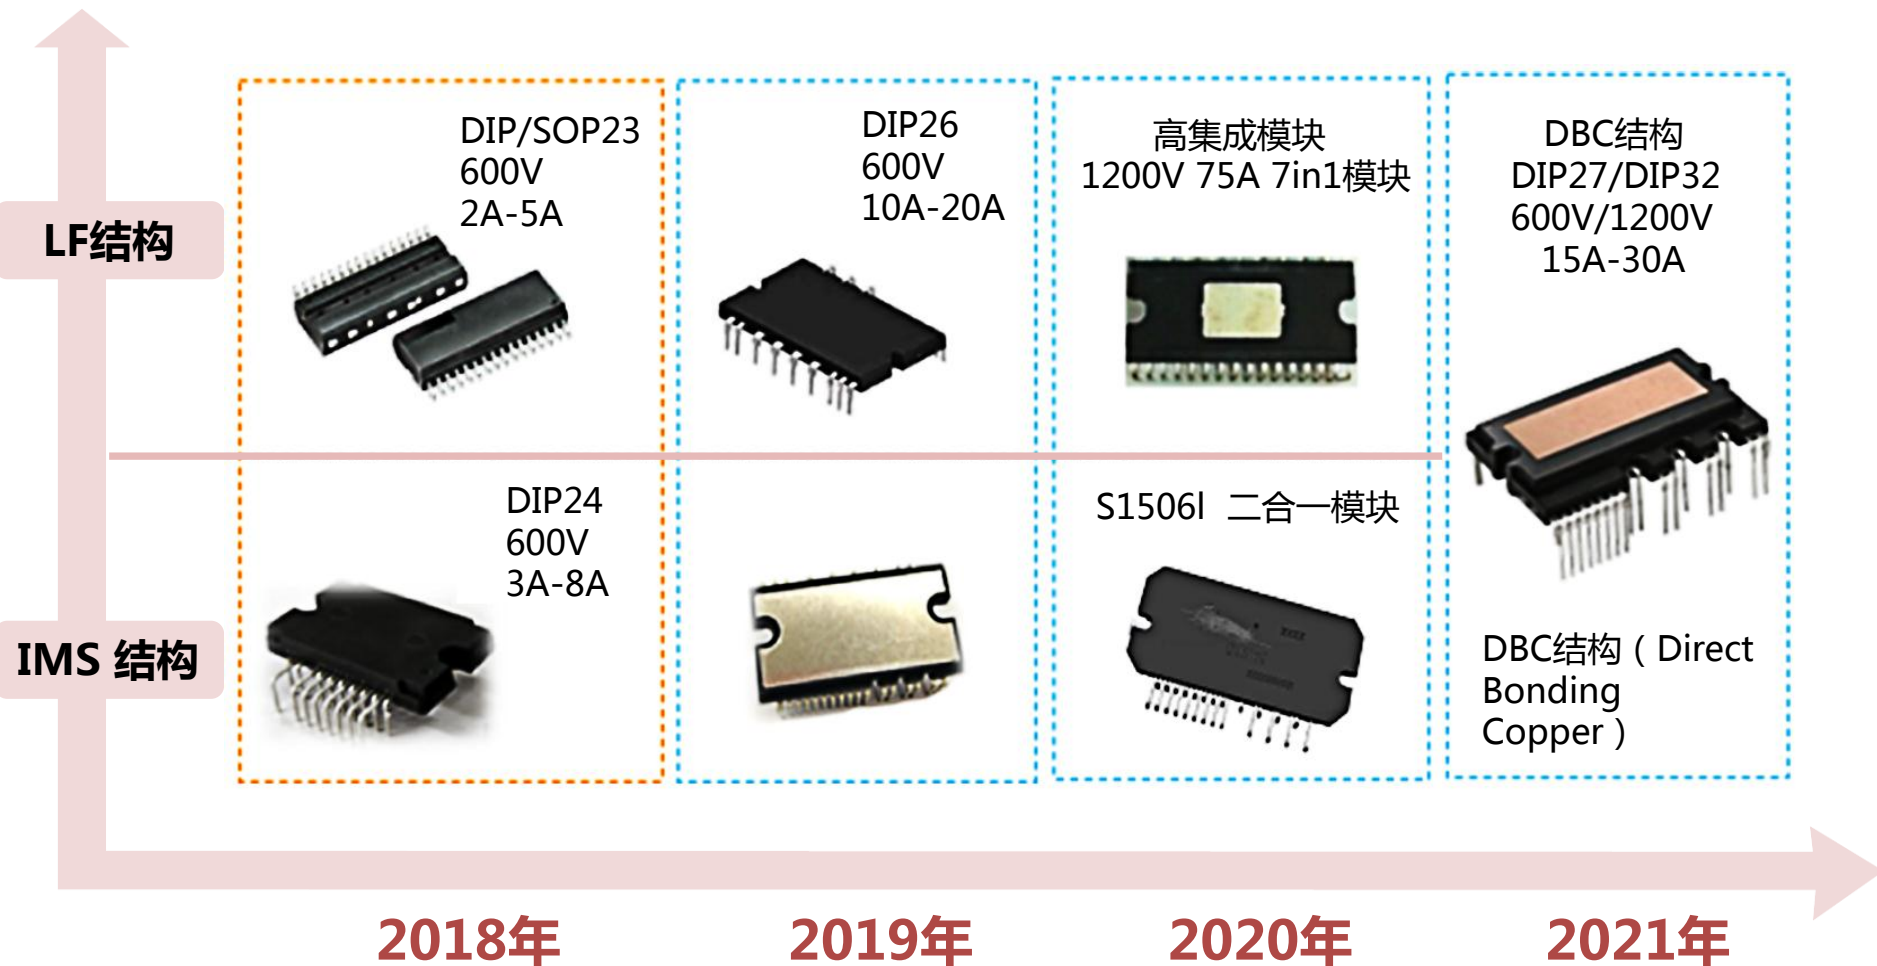 DIP/SOP23
600V
2A-5A
DIP26
600V
10A-20A
高集成模块
1200V 75A 7in1模块
DBC结构
DIP27/DIP32
600V/1200V
15A-30A
LF结构
DIP24
600V
3A-8A
S1506l 二合一模块
IMS 结构
DBC结构（Direct
Bonding
Copper）
2018年
2019年
2020年
2021年